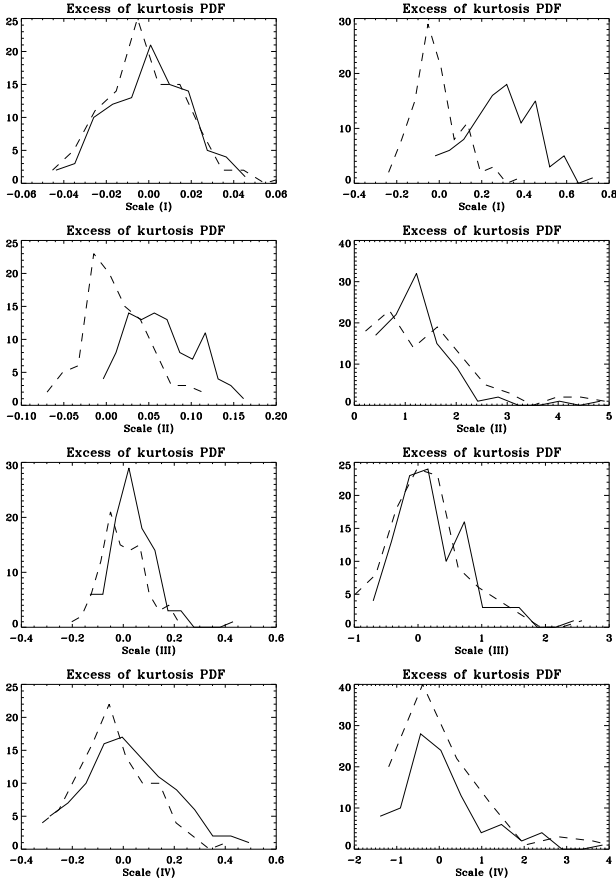 Excess of kurtosis PDF
25
20
15
10
5
0
-0.06 -0.04 -0.02 0.00 0.02 0.04 0.06
Scale (I)
Excess of kurtosis PDF
30
20
10
0
-0.4 -0.2 0.0 0.2 0.4 0.6 0.8
Scale (I)
Excess of kurtosis PDF
25
20
15
10
5
0
-0.10 -0.05 -0.00 0.05 0.10 0.15 0.20
Scale (II)
Excess of kurtosis PDF
40
30
20
10
0
0 1 2 3 4 5
Scale (II)
Excess of kurtosis PDF
30
20
10
0
-0.4 -0.2 0.0 0.2 0.4 0.6
Scale (III)
Excess of kurtosis PDF
25
20
15
10
5
0
-1 0 1 2 3
Scale (III)
Excess of kurtosis PDF
25
20
15
10
5
0
-0.4 -0.2 0.0 0.2 0.4 0.6
Scale (IV)
Excess of kurtosis PDF
40
30
20
10
0
-2 -1 0 1 2 3 4
Scale (IV)